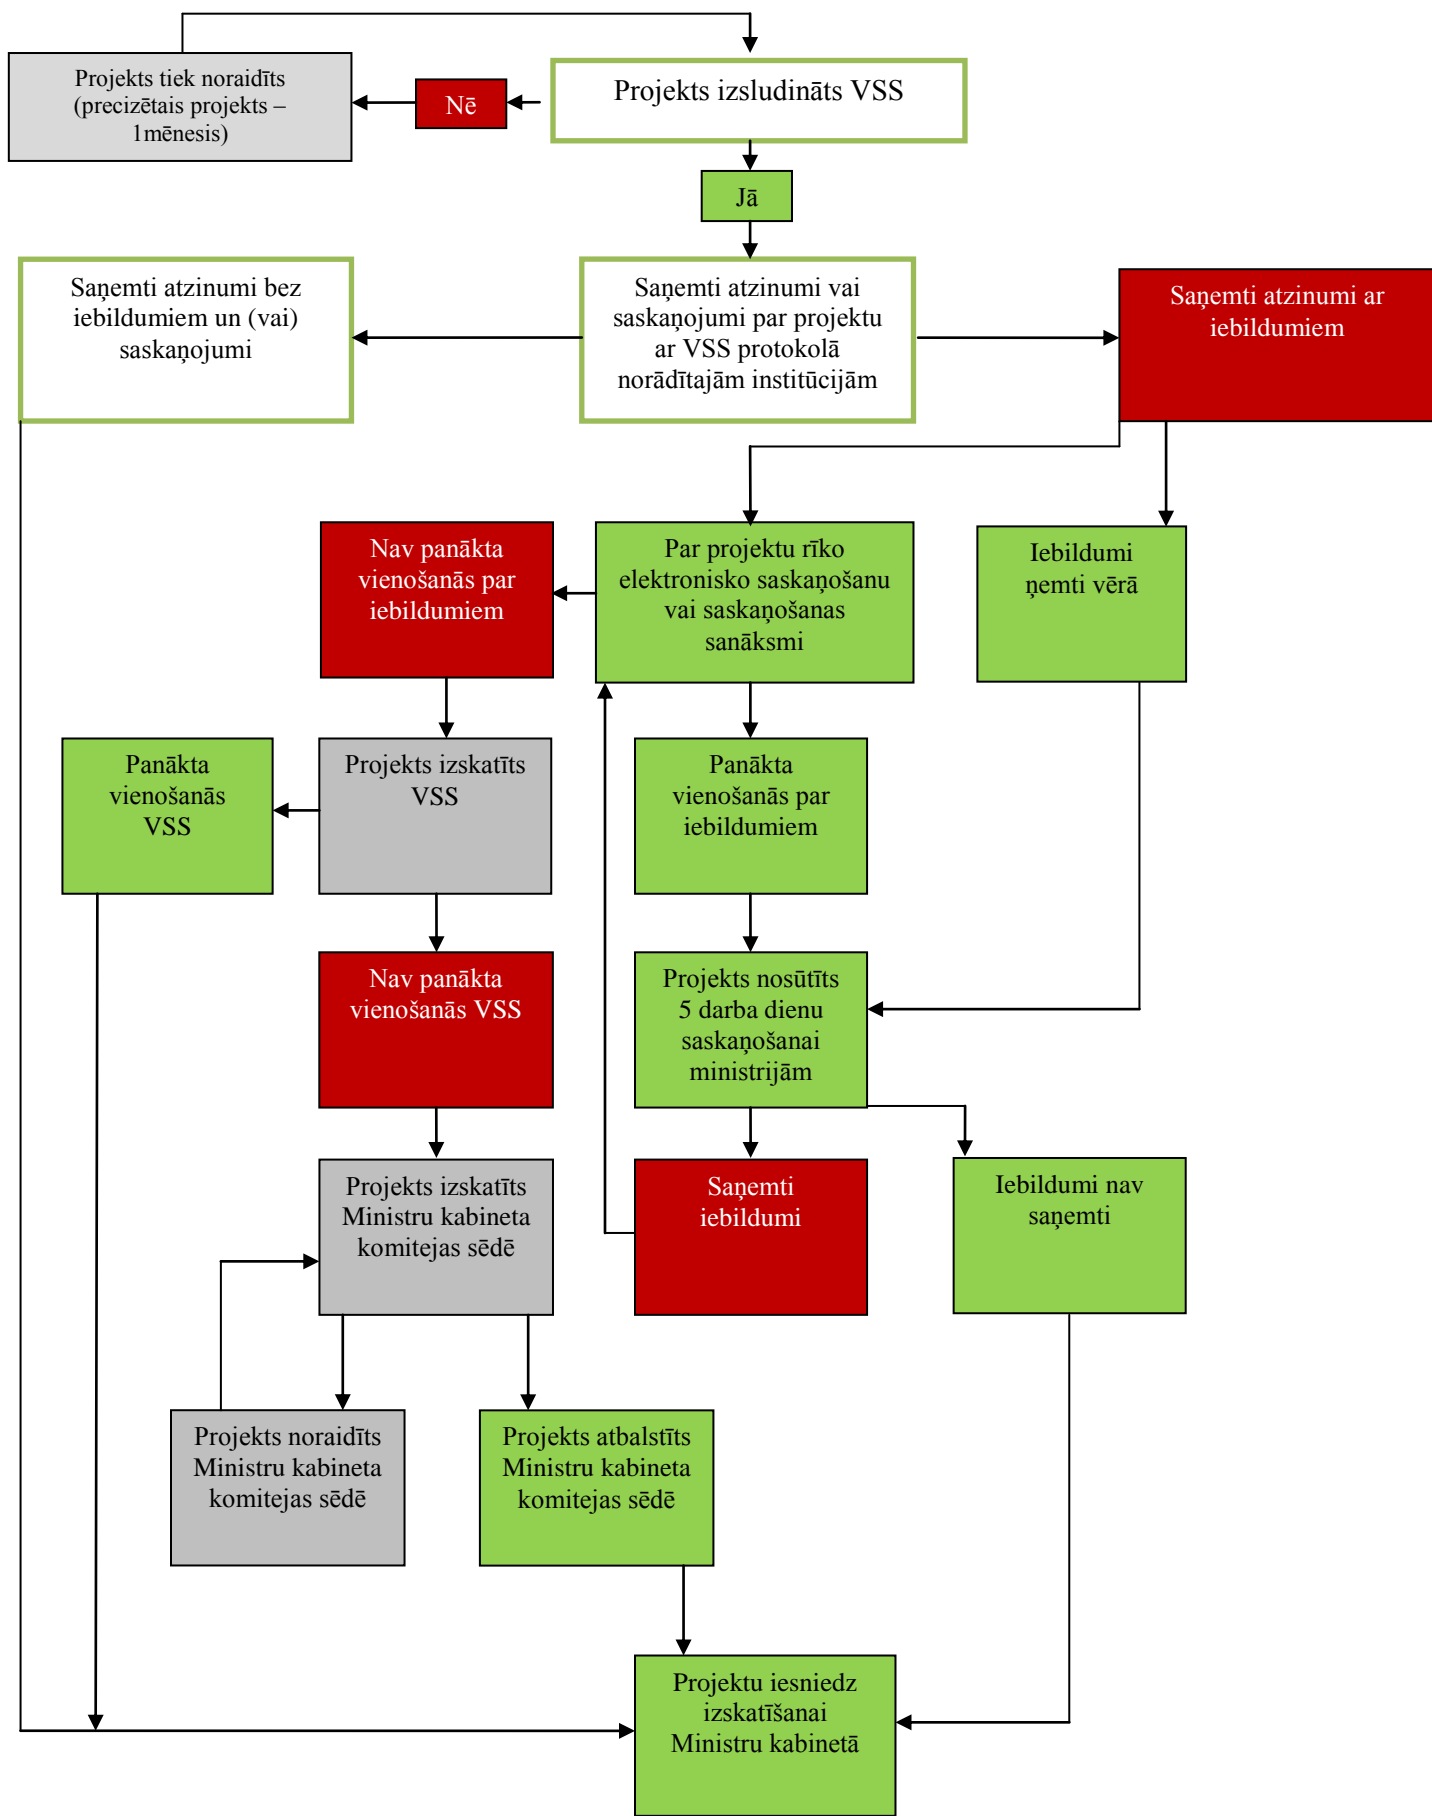 Projekts tiek noraidīts
(precizētais projekts –
1mēnesis)
Nē
Projekts izsludināts VSS
Jā
Saņemti atzinumi bez
iebildumiem un (vai)
saskaņojumi
Saņemti atzinumi vai
saskaņojumi par projektu
ar VSS protokolā
norādītajām institūcijām
Saņemti atzinumi ar
iebildumiem
Nav panākta
vienošanās par
iebildumiem
Par projektu rīko
elektronisko saskaņošanu
vai saskaņošanas
sanāksmi
Iebildumi
ņemti vērā
Panākta
vienošanās
VSS
Projekts izskatīts
VSS
Panākta
vienošanās par
iebildumiem
Nav panākta
vienošanās VSS
Projekts nosūtīts
5 darba dienu
saskaņošanai
ministrijām
Projekts izskatīts
Ministru kabineta
komitejas sēdē
Saņemti
iebildumi
Iebildumi nav
saņemti
Projekts noraidīts
Ministru kabineta
komitejas sēdē
Projekts atbalstīts
Ministru kabineta
komitejas sēdē
Projektu iesniedz
izskatīšanai
Ministru kabinetā